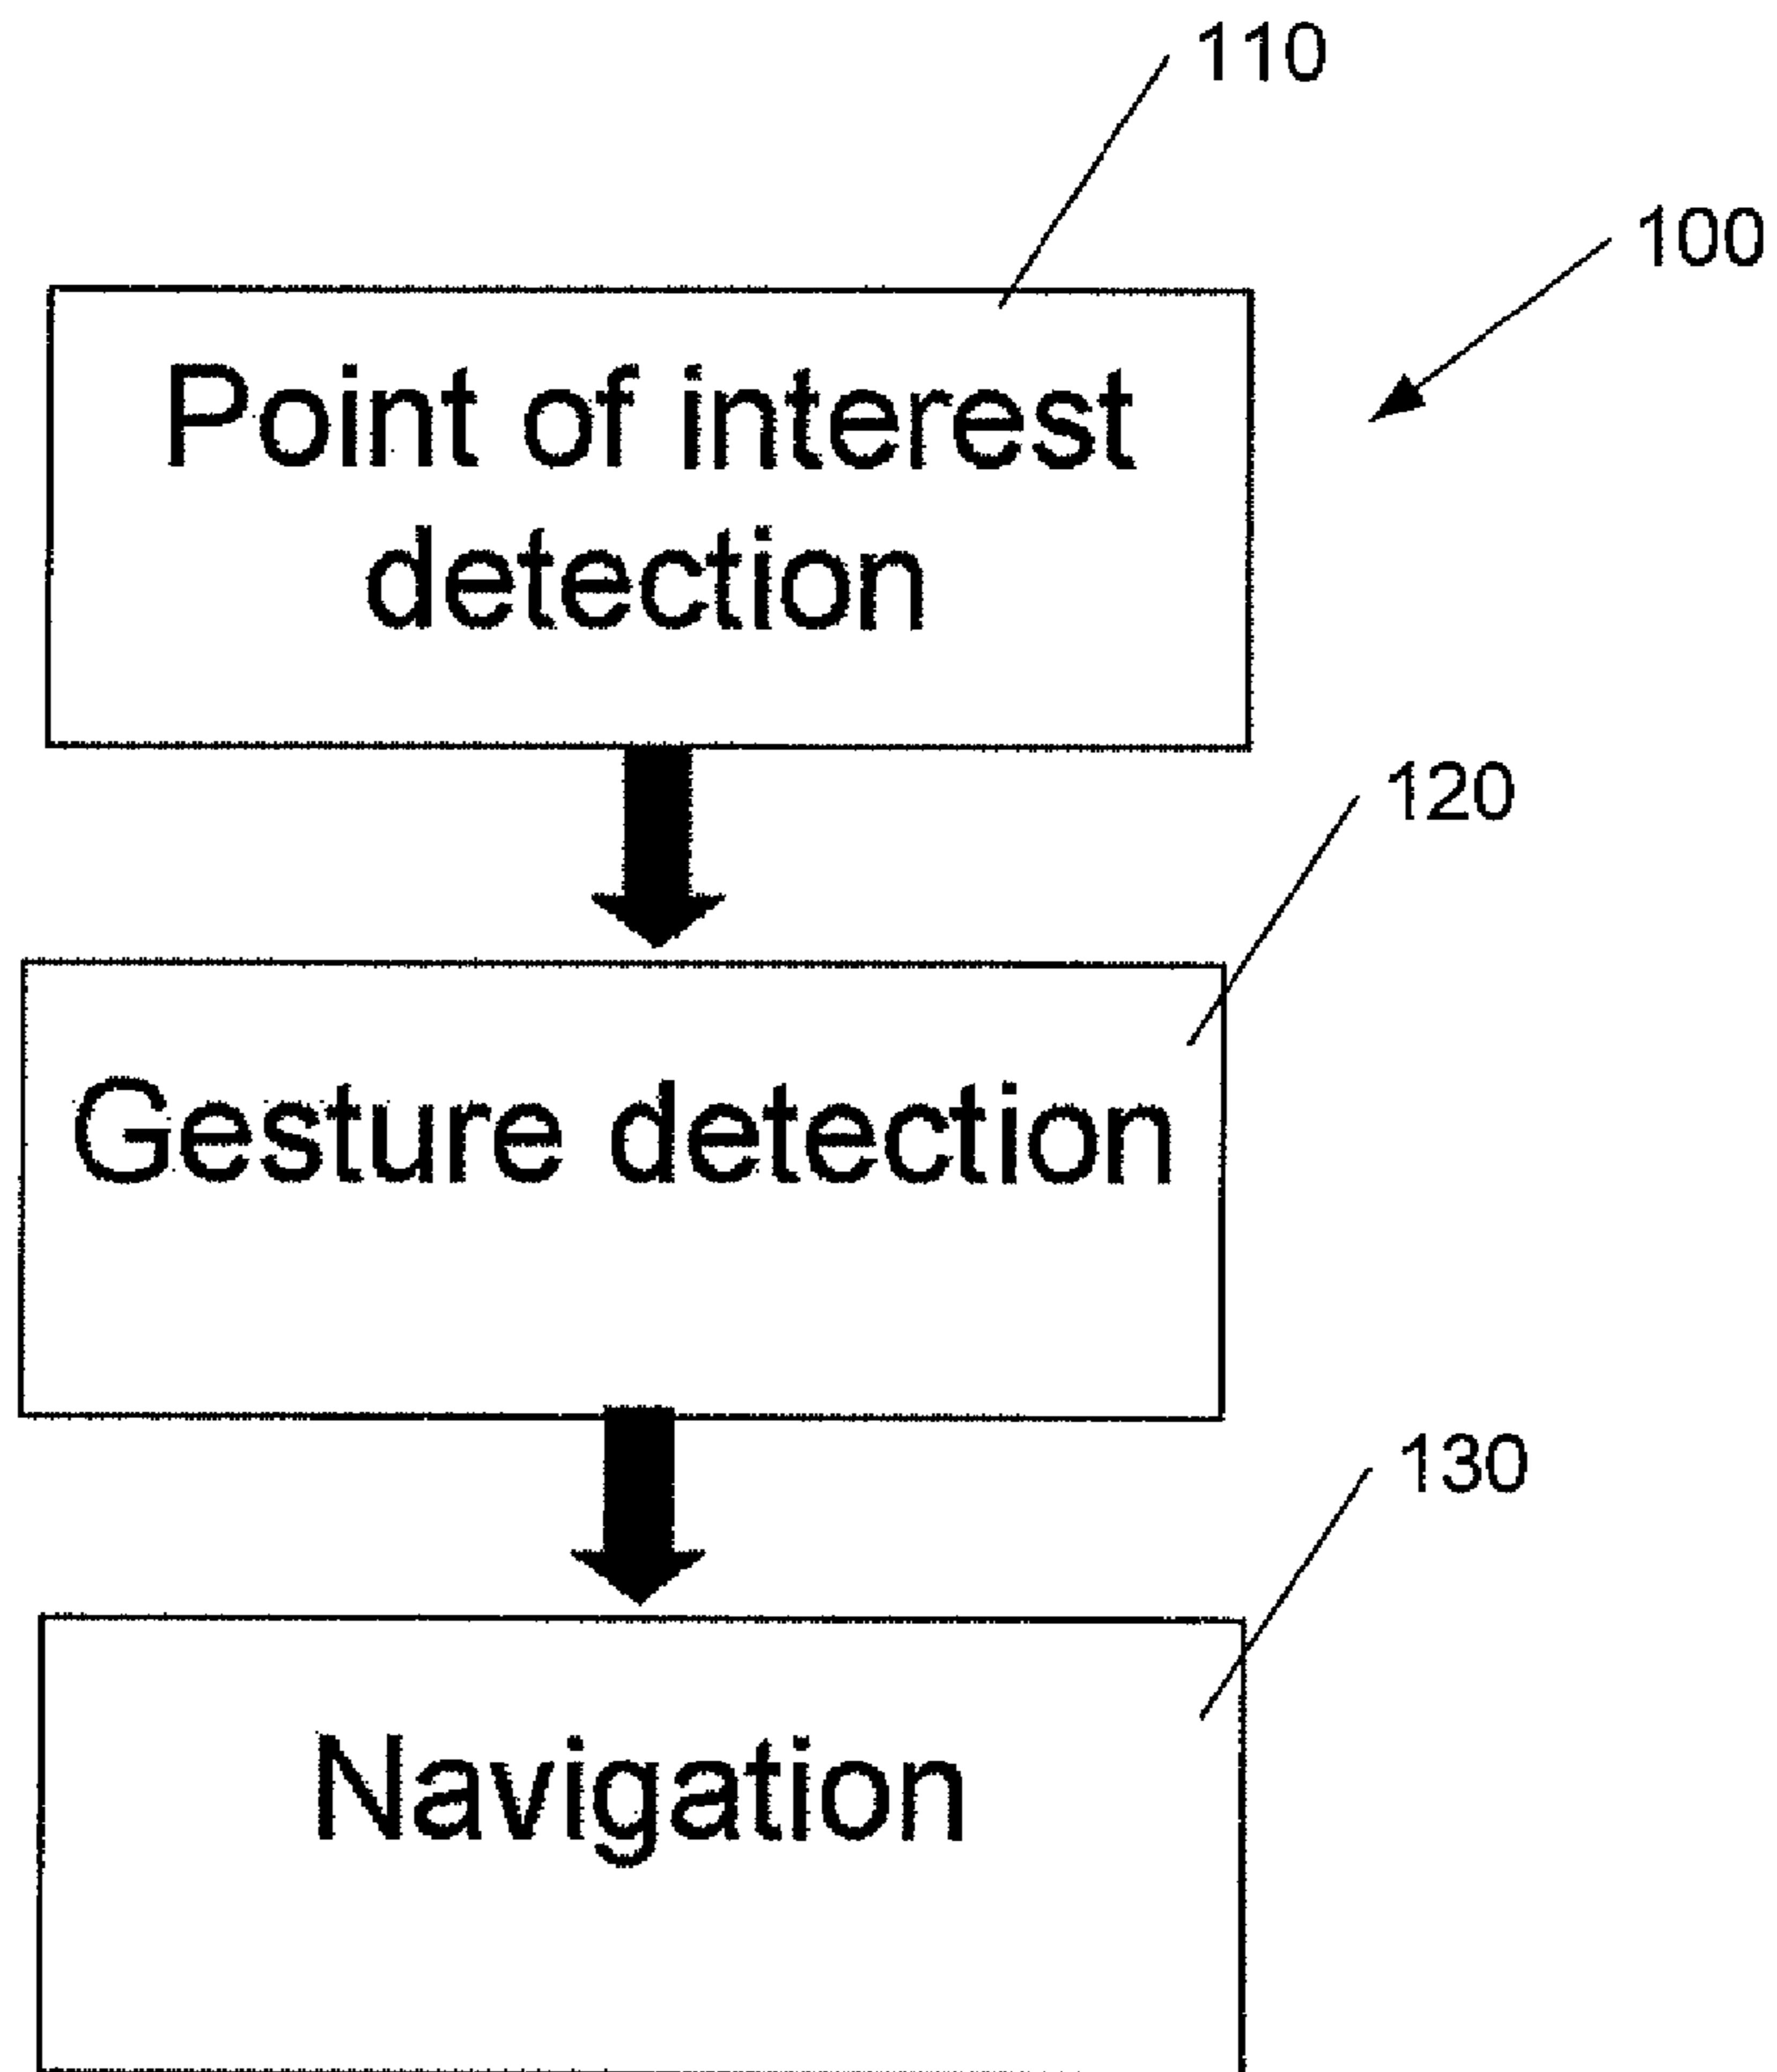 110
100
Point of interest
detection
120
Gesture detection
130
Navigation